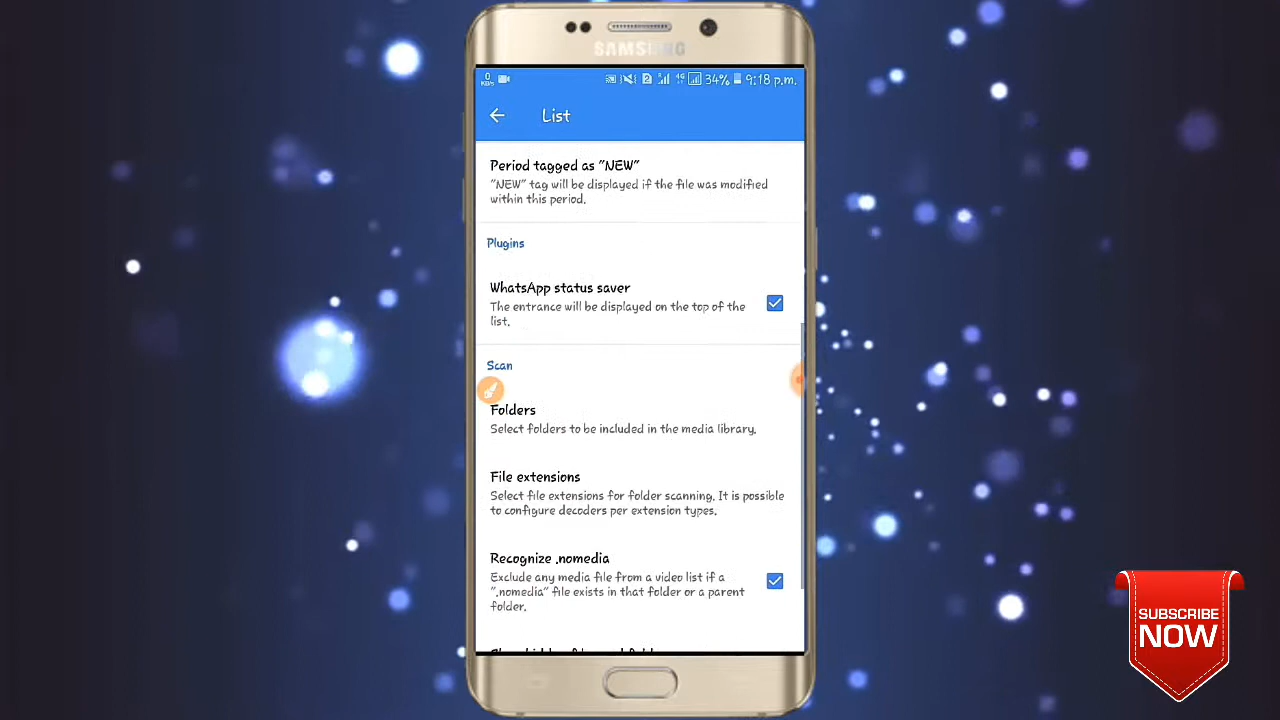 SAMSUNG
0
KB/s
2
4G
34%
9:18 p.m.
List
Period tagged as "NEW"
"NEW" tag will be displayed if the file was modified
within this period.
Plugins
WhatsApp status saver
The entrance will be displayed on the top of the
list.
Scan
Folders
Select folders to be included in the media library.
File extensions
Select file extensions for folder scanning. It is possible
to configure decoders per extension types.
Recognize .nomedia
Exclude any media file from a video list if a
".nomedia" file exists in that folder or a parent
folder.
SUBSCRIBE
NOW